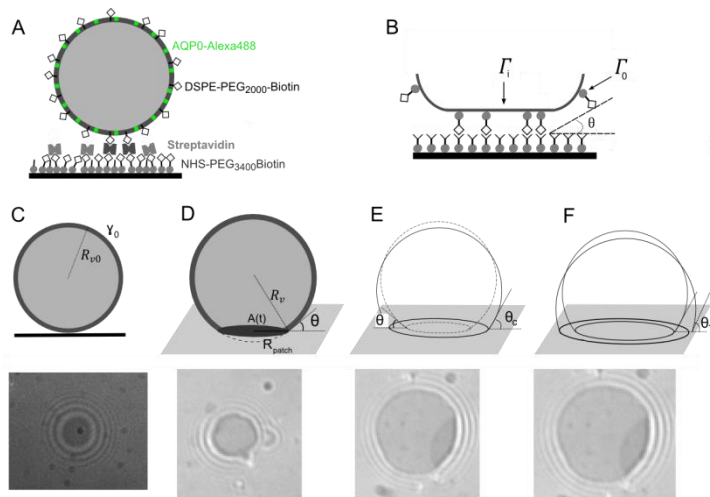 A
AQP0-Alexa488
DSPE-PEG2000-Biotin
Streptavidin
NHS-PEG3400Biotin
B
Γi
Γ0
θ
C
γ0
Rv0
D
Rv
A(t)
θ
Rpatch
E
θ
θc
F